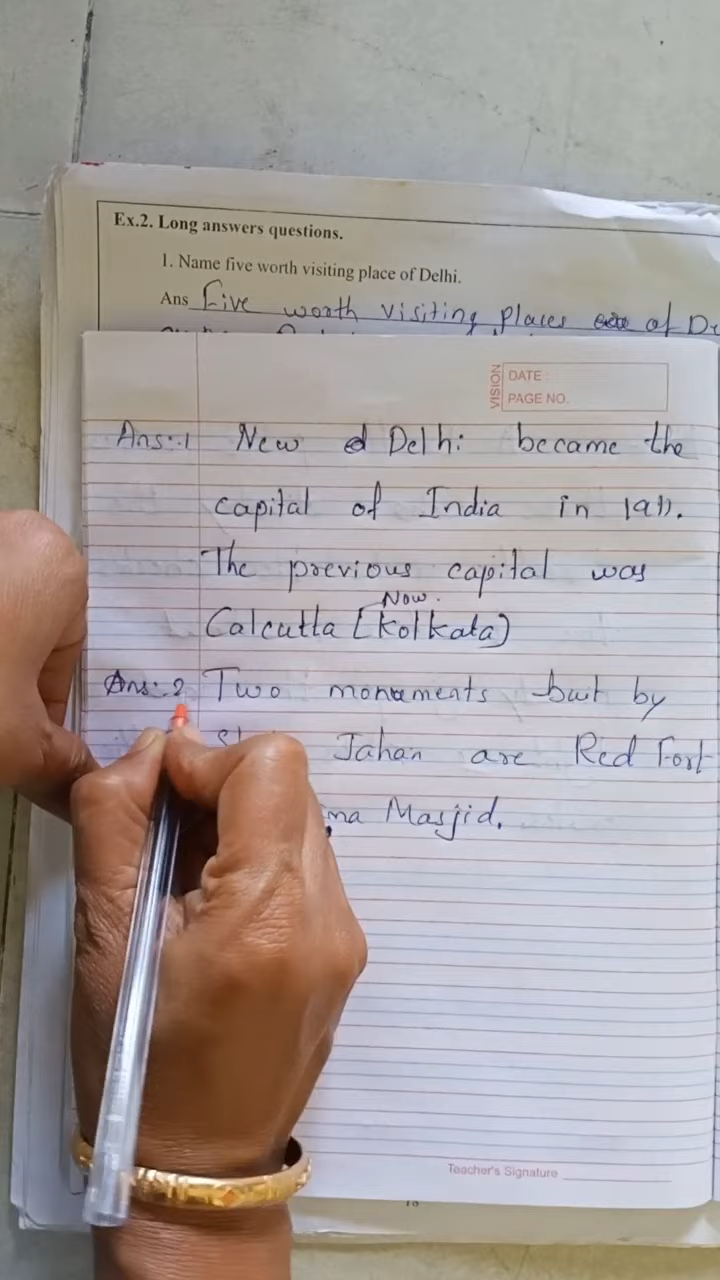 Ex.2. Long answers questions.
1. Name five worth visiting place of Delhi.
Ans Five worth visiting places of
VISION
DATE :
PAGE NO.
Ans:.1 New Delhi became the
capital of India in 1911.
The previous capital was
Now.
Calcutta [Kolkata)
Ans:.2 Two monuments by
Jahan are Red Fort
Masjid.
Teacher's Signature